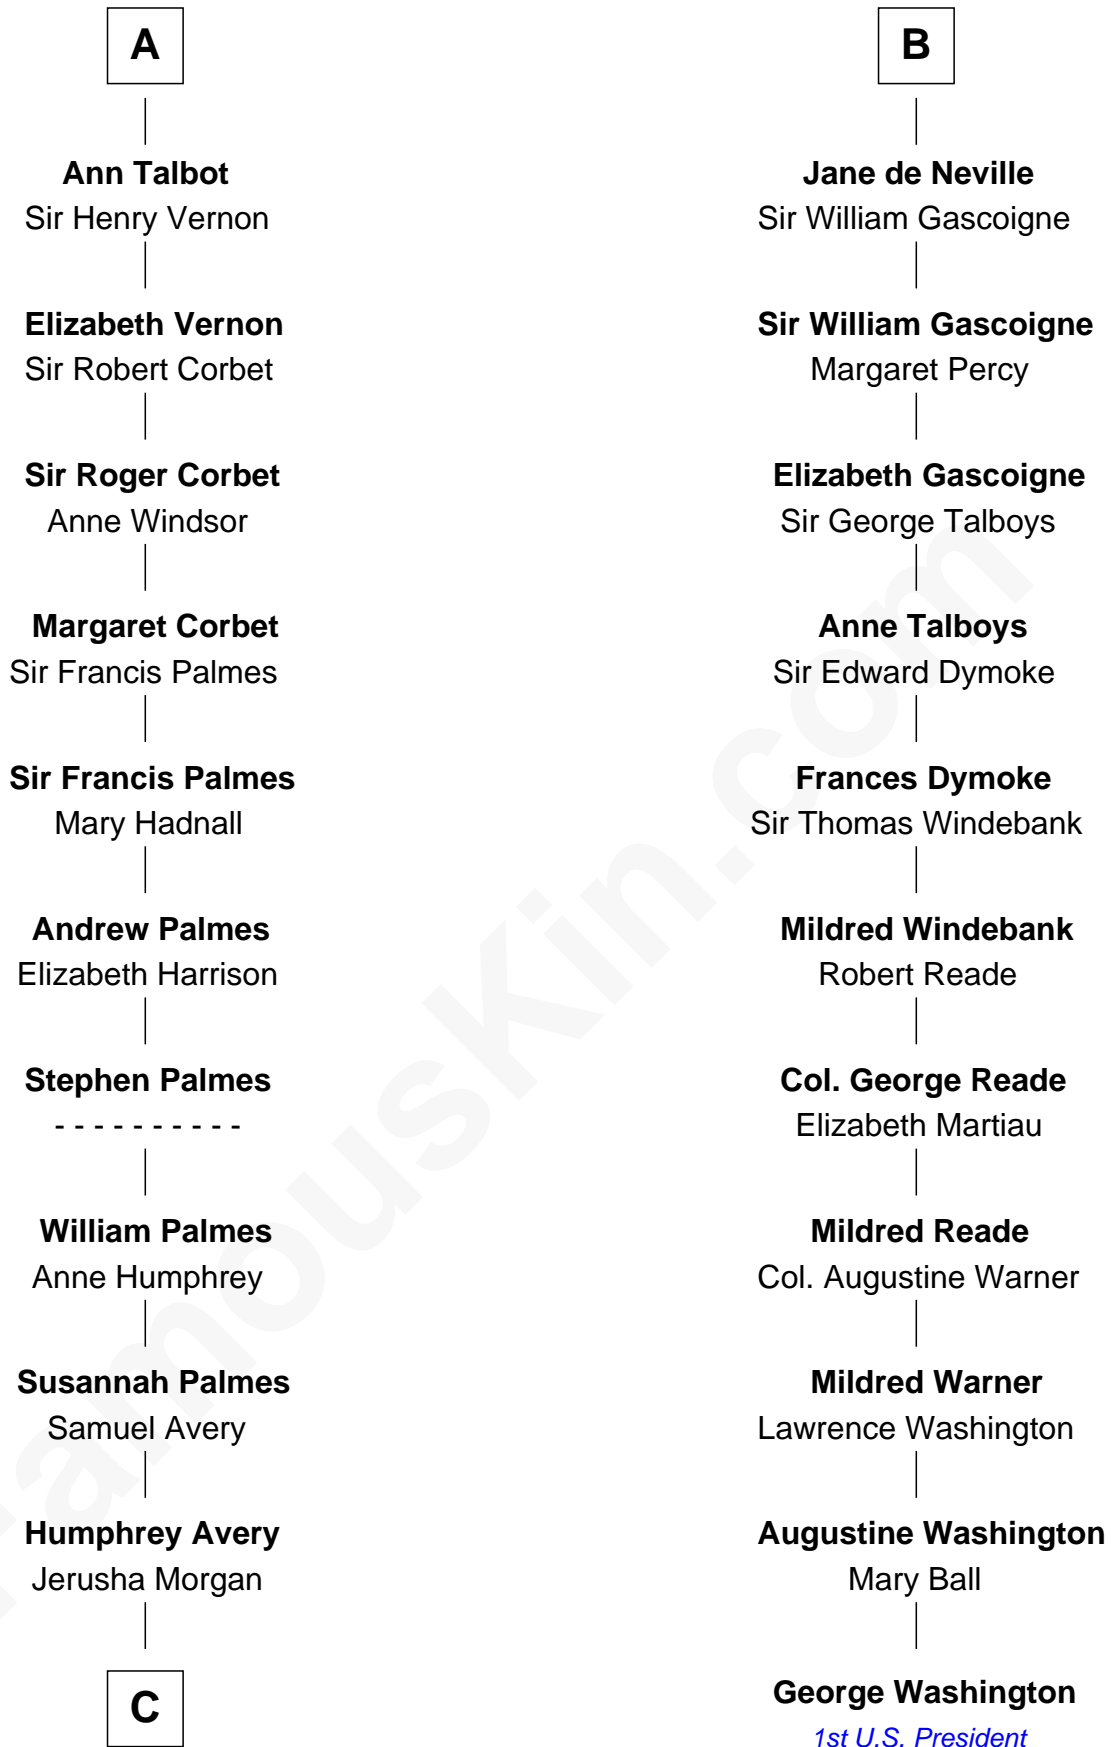 A
Ann Talbot
Sir Henry Vernon
Elizabeth Vernon
Sir Robert Corbet
Sir Roger Corbet
Anne Windsor
Margaret Corbet
Sir Francis Palmes
Sir Francis Palmes
Mary Hadnall
Andrew Palmes
Elizabeth Harrison
Stephen Palmes
- - - - - - - - - -
William Palmes
Anne Humphrey
Susannah Palmes
Samuel Avery
Humphrey Avery
Jerusha Morgan
C
B
Jane de Neville
Sir William Gascoigne
Sir William Gascoigne
Margaret Percy
Elizabeth Gascoigne
Sir George Talboys
Anne Talboys
Sir Edward Dymoke
Frances Dymoke
Sir Thomas Windebank
Mildred Windebank
Robert Reade
Col. George Reade
Elizabeth Martiau
Mildred Reade
Col. Augustine Warner
Mildred Warner
Lawrence Washington
Augustine Washington
Mary Ball
George Washington
1st U.S. President
FamousKin.com